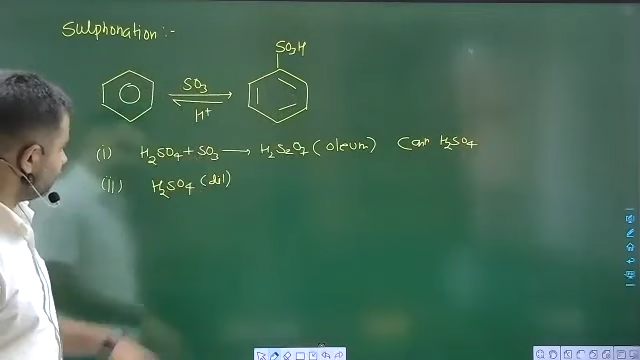 Sulphonation :-
SO3H
SO3
H+
(i) H2SO4 + SO3 → H2S2O7 (oleum) (Con H2SO4
(ii) H2SO4 (dil)